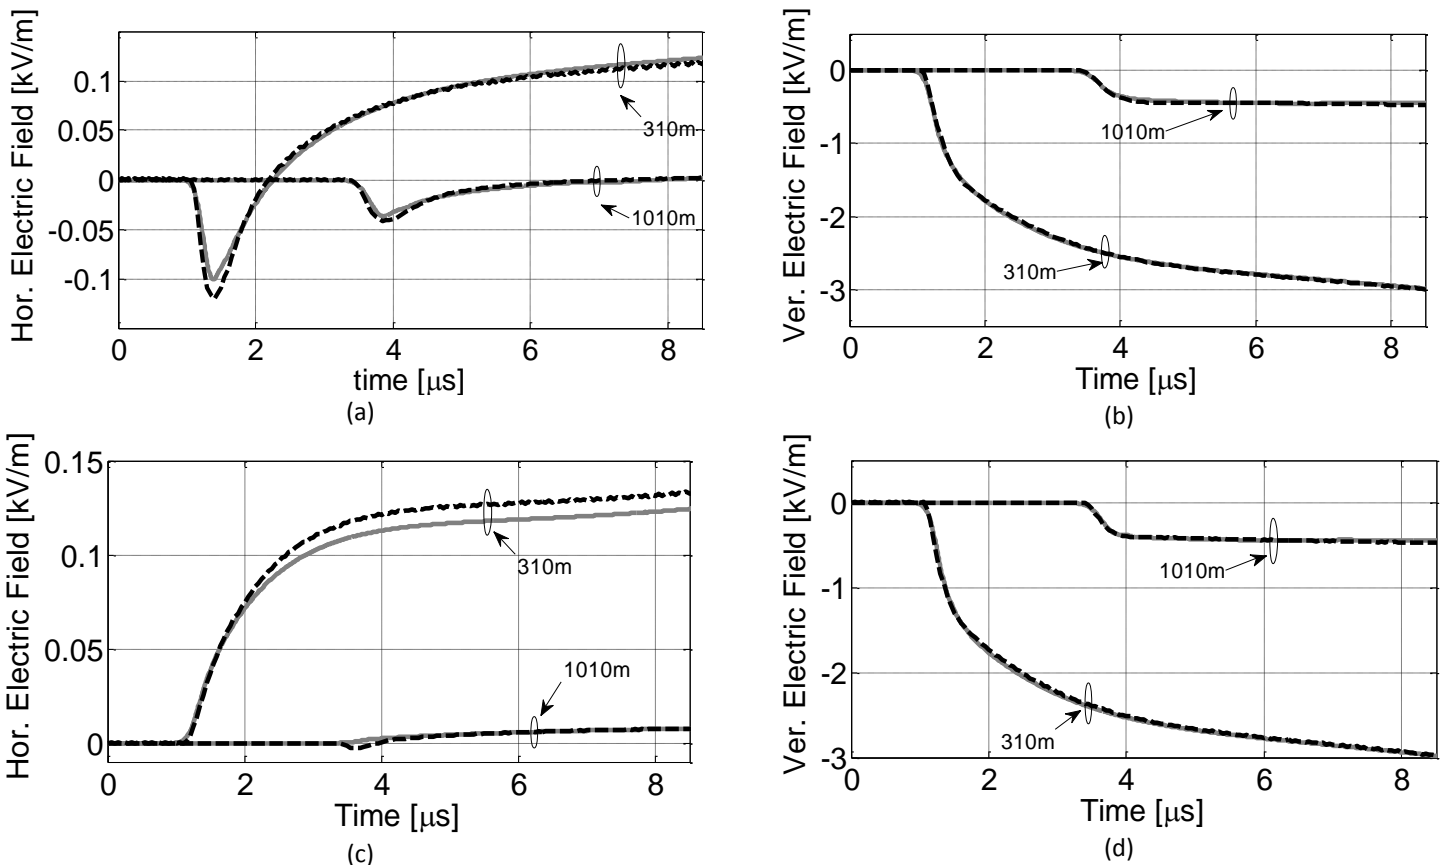 Hor. Electric Field [kV/m]
0.1
0.05
0
-0.05
-0.1
310m
1010m
0 2 4 6 8
time [μs]
(a)
Ver. Electric Field [kV/m]
0
-1
-2
-3
1010m
310m
0 2 4 6 8
Time [μs]
(b)
Hor. Electric Field [kV/m]
0.15
0.1
0.05
0
310m
1010m
0 2 4 6 8
Time [μs]
(c)
Ver. Electric Field [kV/m]
0
-1
-2
-3
1010m
310m
0 2 4 6 8
Time [μs]
(d)